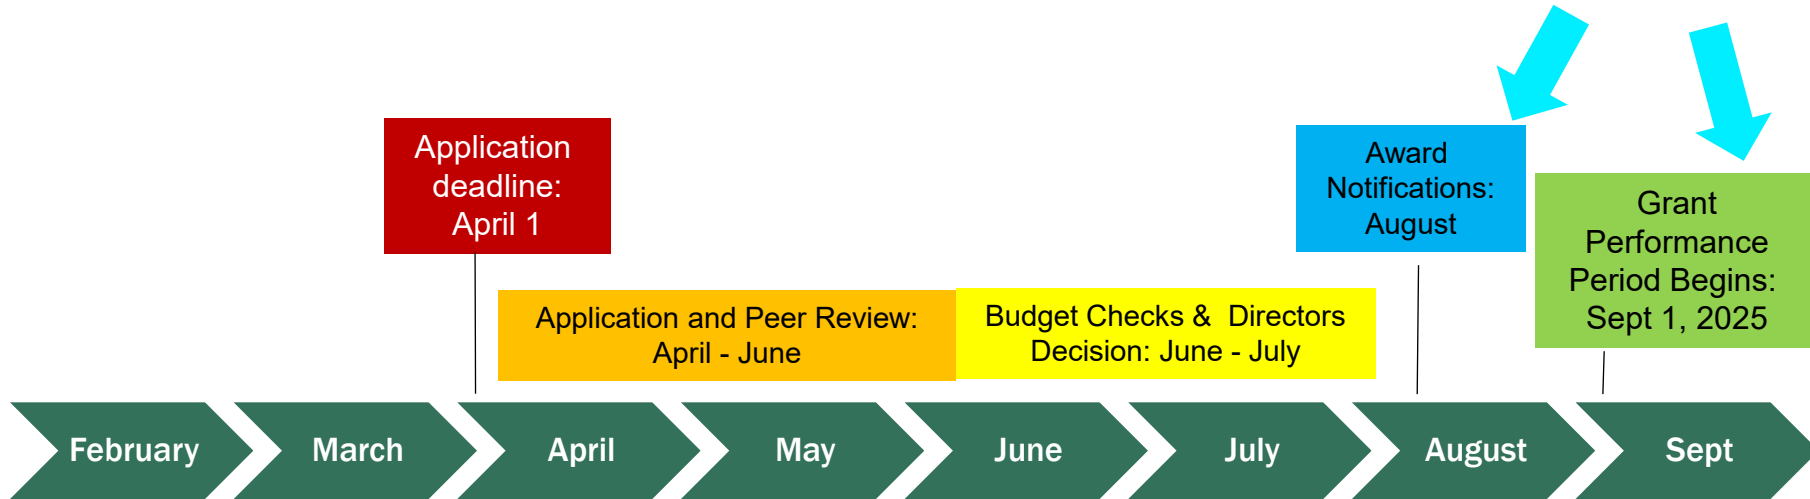 Application
deadline:
April 1
Award
Notifications:
August
Grant
Performance
Period Begins:
Sept 1, 2025
Application and Peer Review:
April - June
Budget Checks &  Directors
Decision: June - July
February
March
April
May
June
July
August
Sept